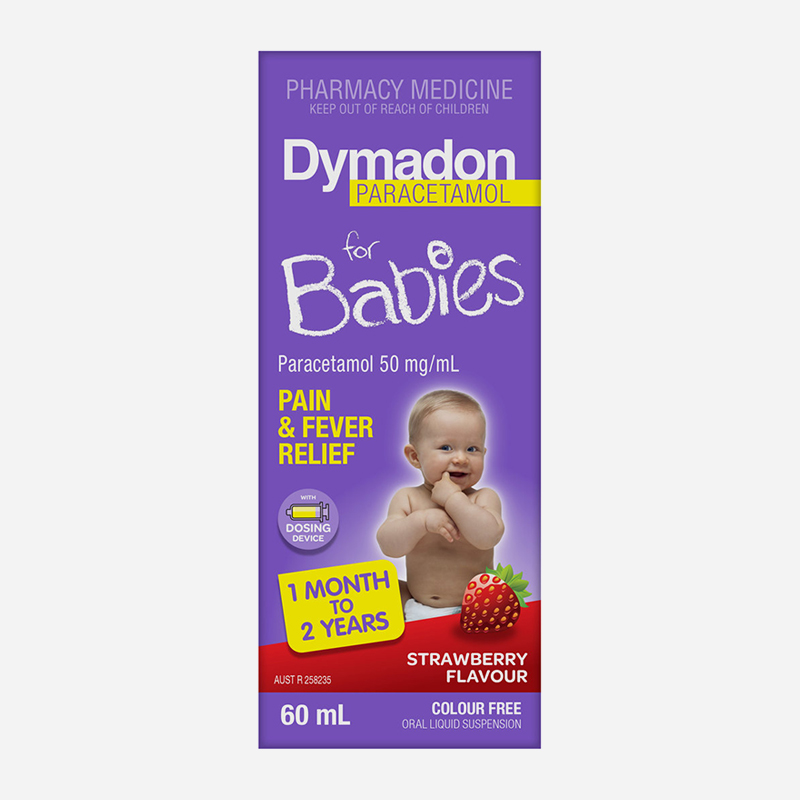 PHARMACY MEDICINE
KEEP OUT OF REACH OF CHILDREN
Dymadon
PARACETAMOL
for
Babies
Paracetamol 50 mg/mL
PAIN
& FEVER
RELIEF
WITH
DOSING
DEVICE
1 MONTH
TO
2 YEARS
STRAWBERRY
FLAVOUR
AUST R 258235
60 mL
COLOUR FREE
ORAL LIQUID SUSPENSION